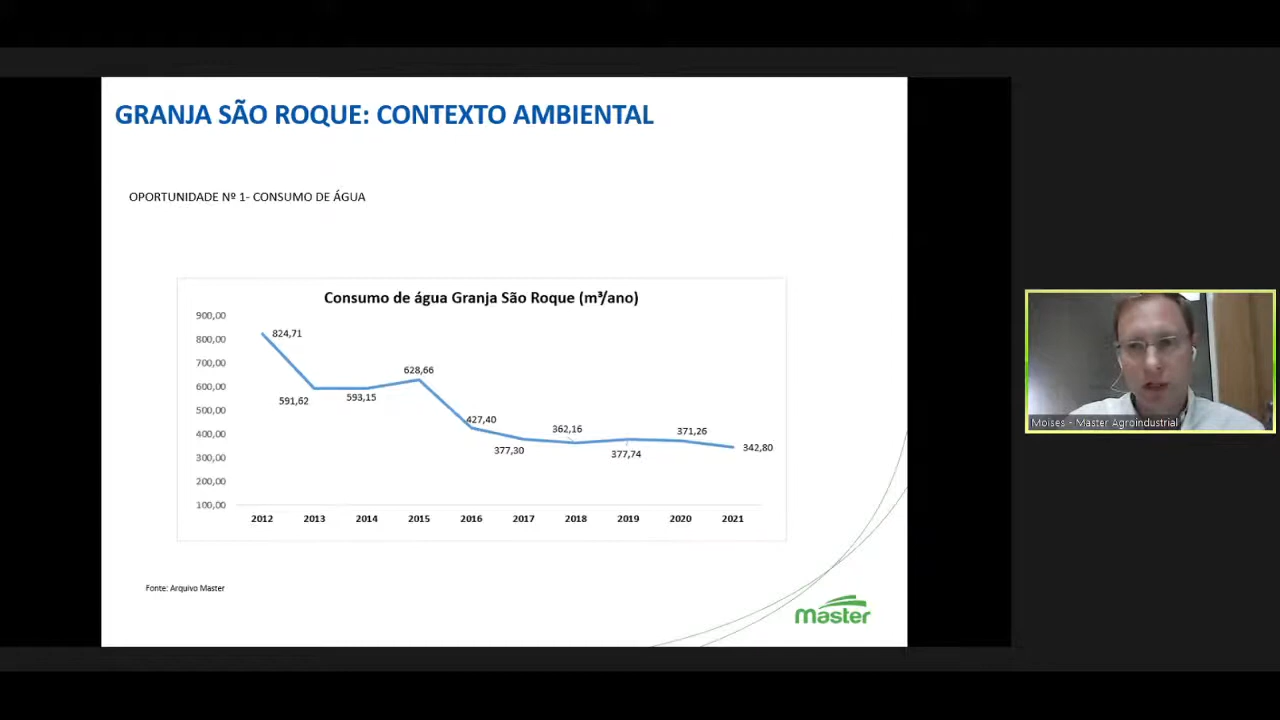 GRANJA SÃO ROQUE: CONTEXTO AMBIENTAL
OPORTUNIDADE Nº 1- CONSUMO DE ÁGUA
Consumo de água Granja São Roque (m³/ano)
900,00
800,00
700,00
600,00
500,00
400,00
300,00
200,00
100,00
824,71
591,62
593,15
628,66
427,40
377,30
362,16
377,74
371,26
342,80
2012 2013 2014 2015 2016 2017 2018 2019 2020 2021
Fonte: Arquivo Master
master
Moises - Master Agroindustrial